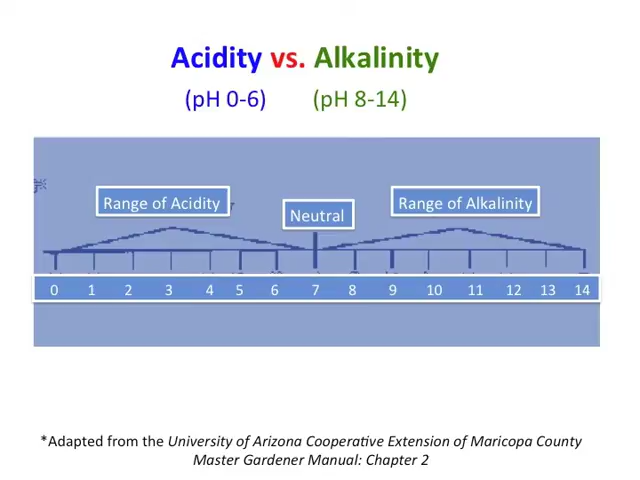 Acidity vs. Alkalinity
(pH 0-6) (pH 8-14)
Range of Acidity
Neutral
Range of Alkalinity
0 1 2 3 4 5 6 7 8 9 10 11 12 13 14
*Adapted from the University of Arizona Cooperative Extension of Maricopa County
Master Gardener Manual: Chapter 2